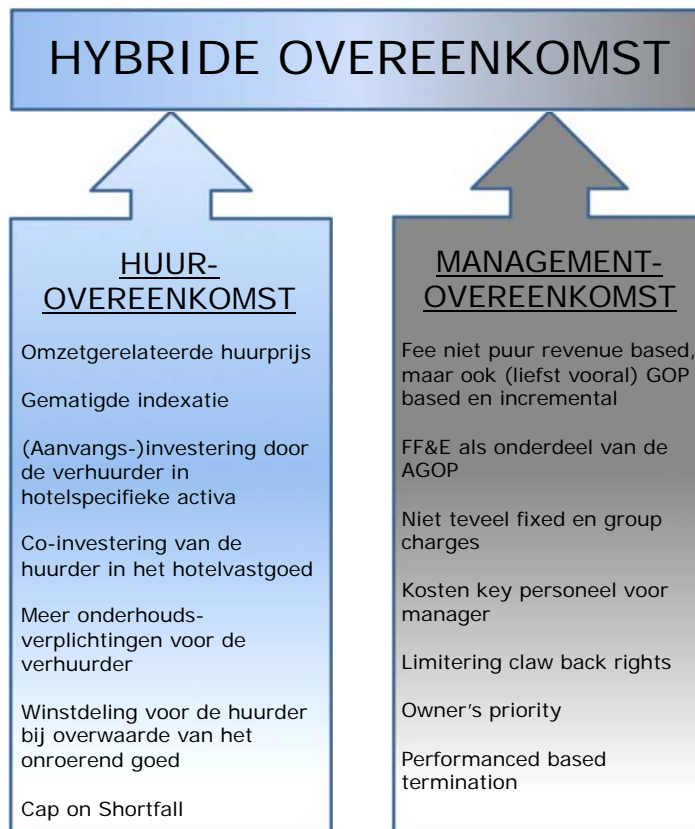 HYBRIDE OVEREENKOMST
HUUR-
OVEREENKOMST
Omzetgerelateerde huurprijs
Gematigde indexatie
(Aanvangs-)investering door
de verhuurder in
hotelspecifieke activa
Co-investering van de
huurder in het hotelvastgoed
Meer onderhouds-
verplichtingen voor de
verhuurder
Winstdeling voor de huurder
bij overwaarde van het
onroerend goed
Cap on Shortfall
MANAGEMENT-
OVEREENKOMST
Fee niet puur revenue based,
maar ook (liefst vooral) GOP
based en incremental
FF&E als onderdeel van de
AGOP
Niet teveel fixed en group
charges
Kosten key personeel voor
manager
Limitering claw back rights
Owner's priority
Performanced based
termination